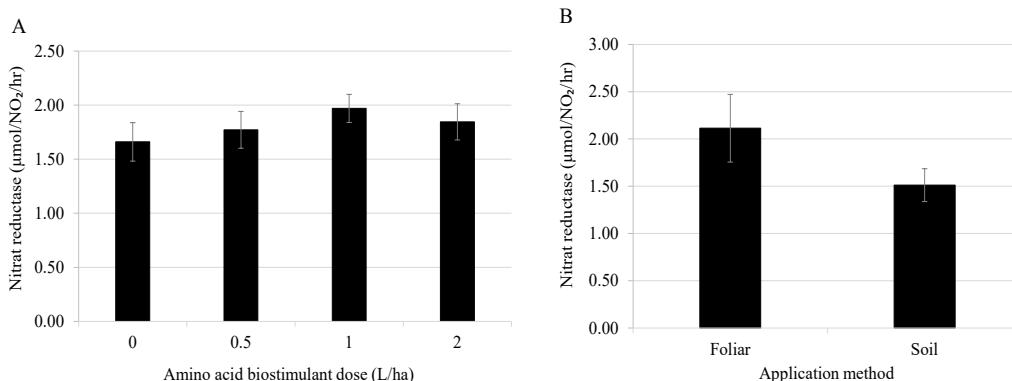 A
Nitrat reductase (µmol/NO₂/hr)
2.50
2.00
1.50
1.00
0.50
0.00
0 0.5 1 2
Amino acid biostimulant dose (L/ha)
B
Nitrat reductase (µmol/NO₂/hr)
3.00
2.50
2.00
1.50
1.00
0.50
0.00
Foliar Soil
Application method